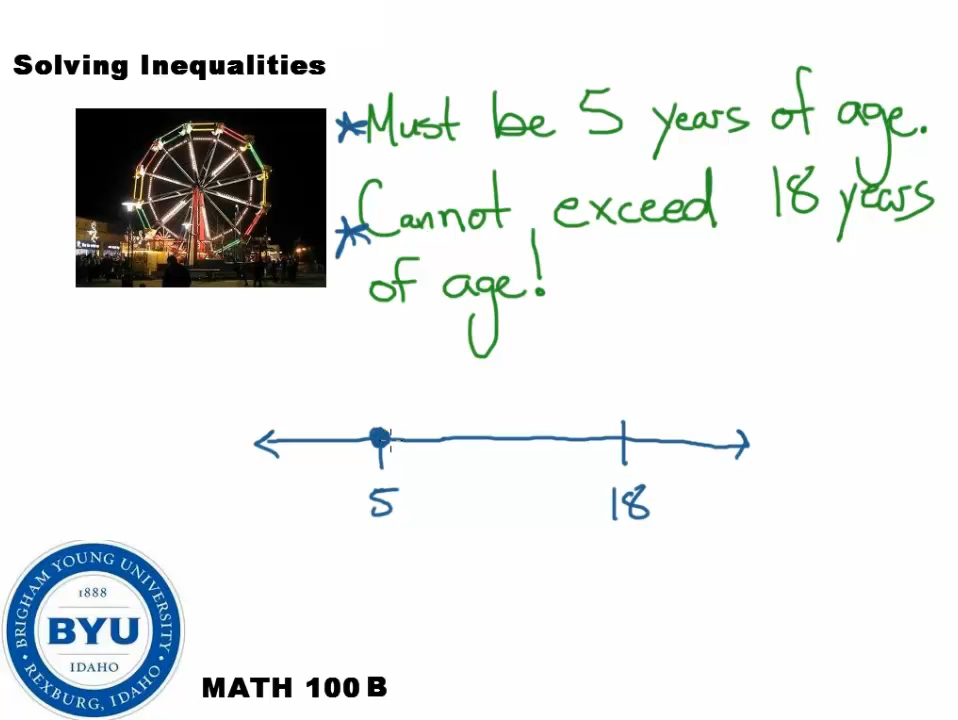 Solving Inequalities
*Must be 5 years of age.
*Cannot exceed 18 years
of age!
5 18
BRIGHAM YOUNG UNIVERSITY
1888
BYU
IDAHO
• REXBURG, IDAHO •
MATH 100 B